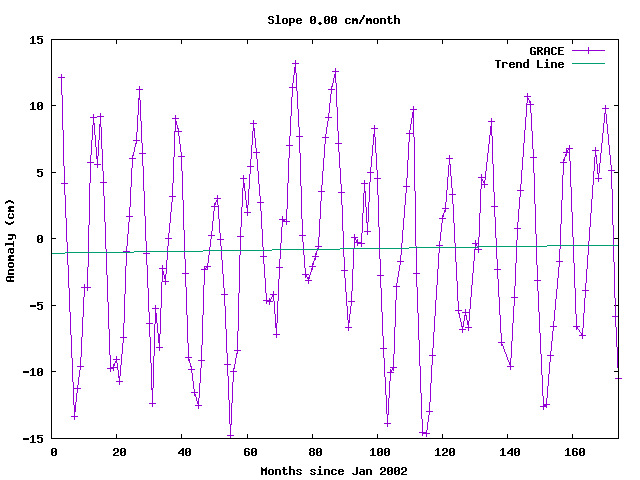 Slope 0.00 cm/month
15
GRACE
Trend Line
10
5
0
-5
-10
-15
Anomaly (cm)
0 20 40 60 80 100 120 140 160
Months since Jan 2002